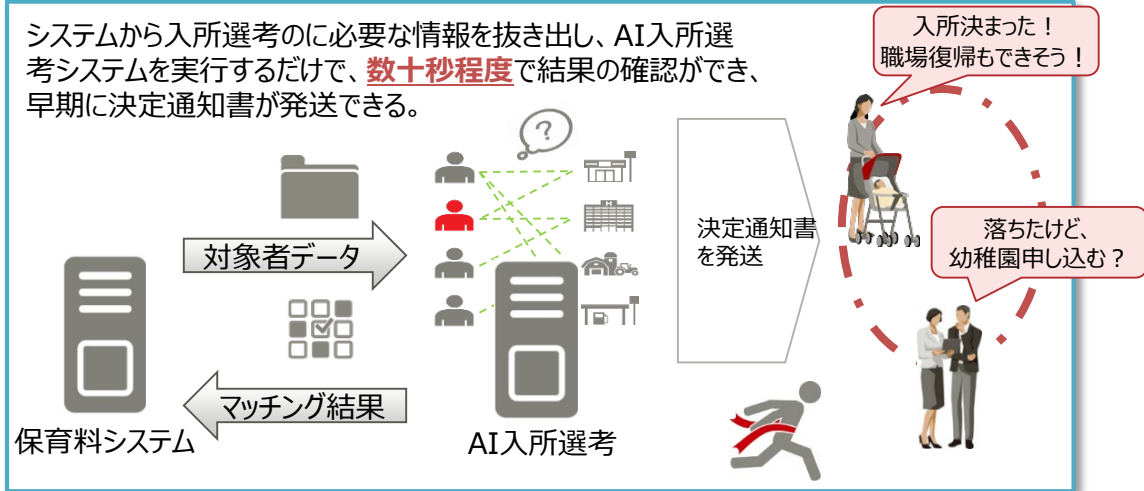 システムから入所選考のに必要な情報を抜き出し、AI入所選
考システムを実行するだけで、数十秒程度で結果の確認ができ、
早期に決定通知書が発送できる。
入所決まった！
職場復帰もできそう！
?
H
対象者データ
決定通知書
を発送
落ちたけど、
幼稚園申し込む？
マッチング結果
保育料システム
AI入所選考